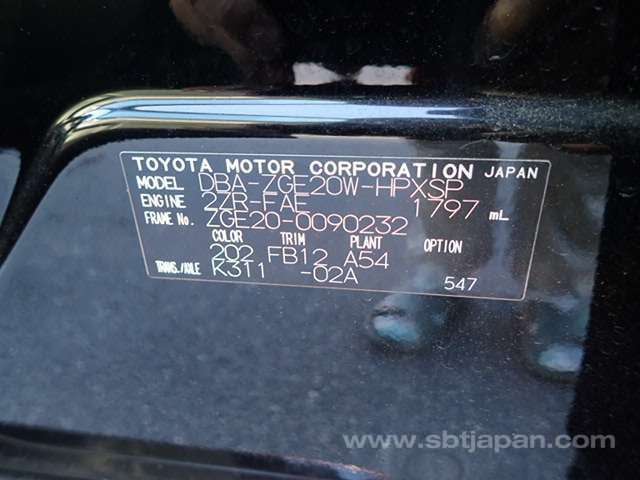 TOYOTA MOTOR CORPORATION JAPAN
MODEL DBA-ZGE20W-HPXSP
ENGINE 2ZR-FAE 1797 mL
FRAME No. ZGE20-0090232
COLOR TRIM PLANT OPTION
202 FB12 A54
TRANS./AXLE K311 -02A
547
www.sbtjapan.com